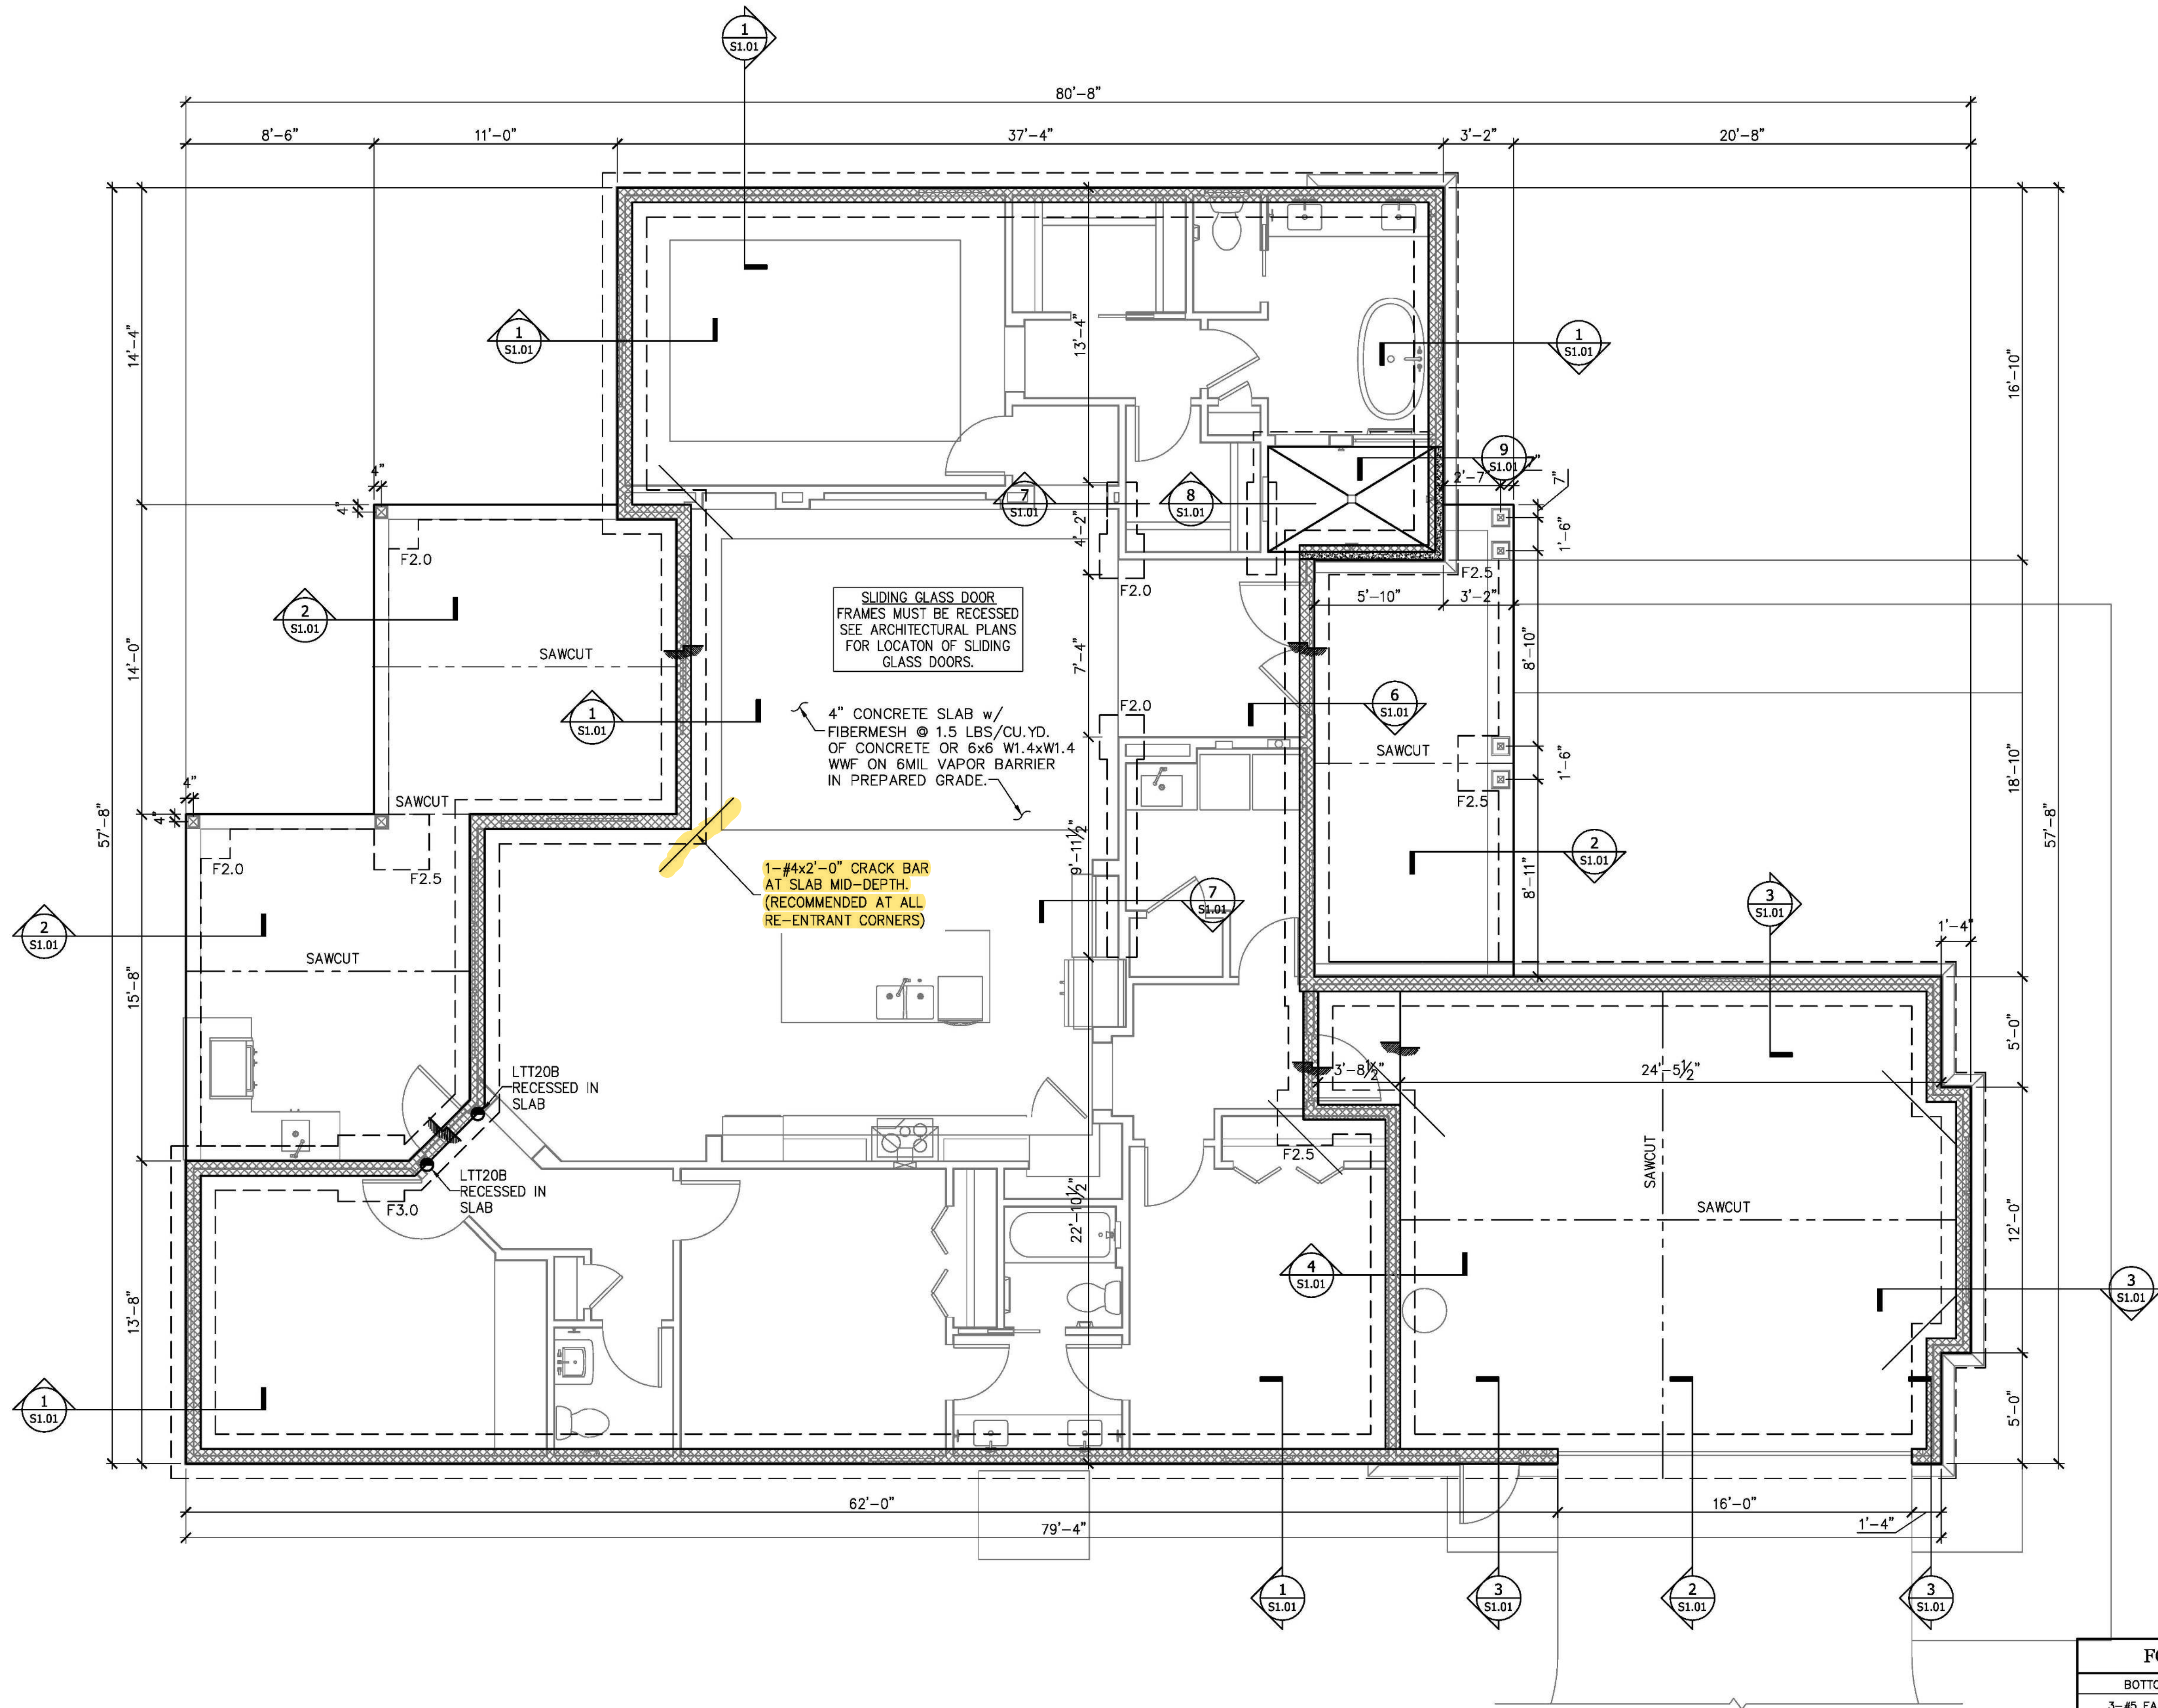 1
S1.01
80'-8"
8'-6"
11'-0"
37'-4"
3'-2"
20'-8"
14'-4"
1
S1.01
13'-4"
1
S1.01
16'-10"
4"
4"
7
S1.01
8
S1.01
9
S1.01
2'-7"
7"
F2.0
4'-2"
1'-6"
F2.5
F2.0
2
S1.01
SLIDING GLASS DOOR
FRAMES MUST BE RECESSED
SEE ARCHITECTURAL PLANS
FOR LOCATON OF SLIDING
GLASS DOORS.
5'-10"
3'-2"
14'-0"
SAWCUT
7'-4"
8'-10"
1
S1.01
F2.0
6
S1.01
4" CONCRETE SLAB w/
FIBERMESH @ 1.5 LBS/CU.YD.
OF CONCRETE OR 6x6 W1.4xW1.4
WWF ON 6MIL VAPOR BARRIER
IN PREPARED GRADE.
SAWCUT
1'-6"
18'-10"
4"
4"
SAWCUT
F2.5
57'-8"
57'-8"
F2.0
F2.5
9'-11½"
1-#4x2'-0" CRACK BAR
AT SLAB MID-DEPTH.
(RECOMMENDED AT ALL
RE-ENTRANT CORNERS)
2
S1.01
8'-11"
7
S1.01
3
S1.01
1'-4"
2
S1.01
SAWCUT
15'-8"
5'-0"
LTT20B
RECESSED IN
SLAB
3'-8½"
24'-5½"
SAWCUT
F2.5
LTT20B
RECESSED IN
SLAB
F3.0
22'-10½"
SAWCUT
12'-0"
13'-8"
4
S1.01
3
S1.01
1
S1.01
5'-0"
62'-0"
16'-0"
79'-4"
1'-4"
1
S1.01
3
S1.01
2
S1.01
3
S1.01